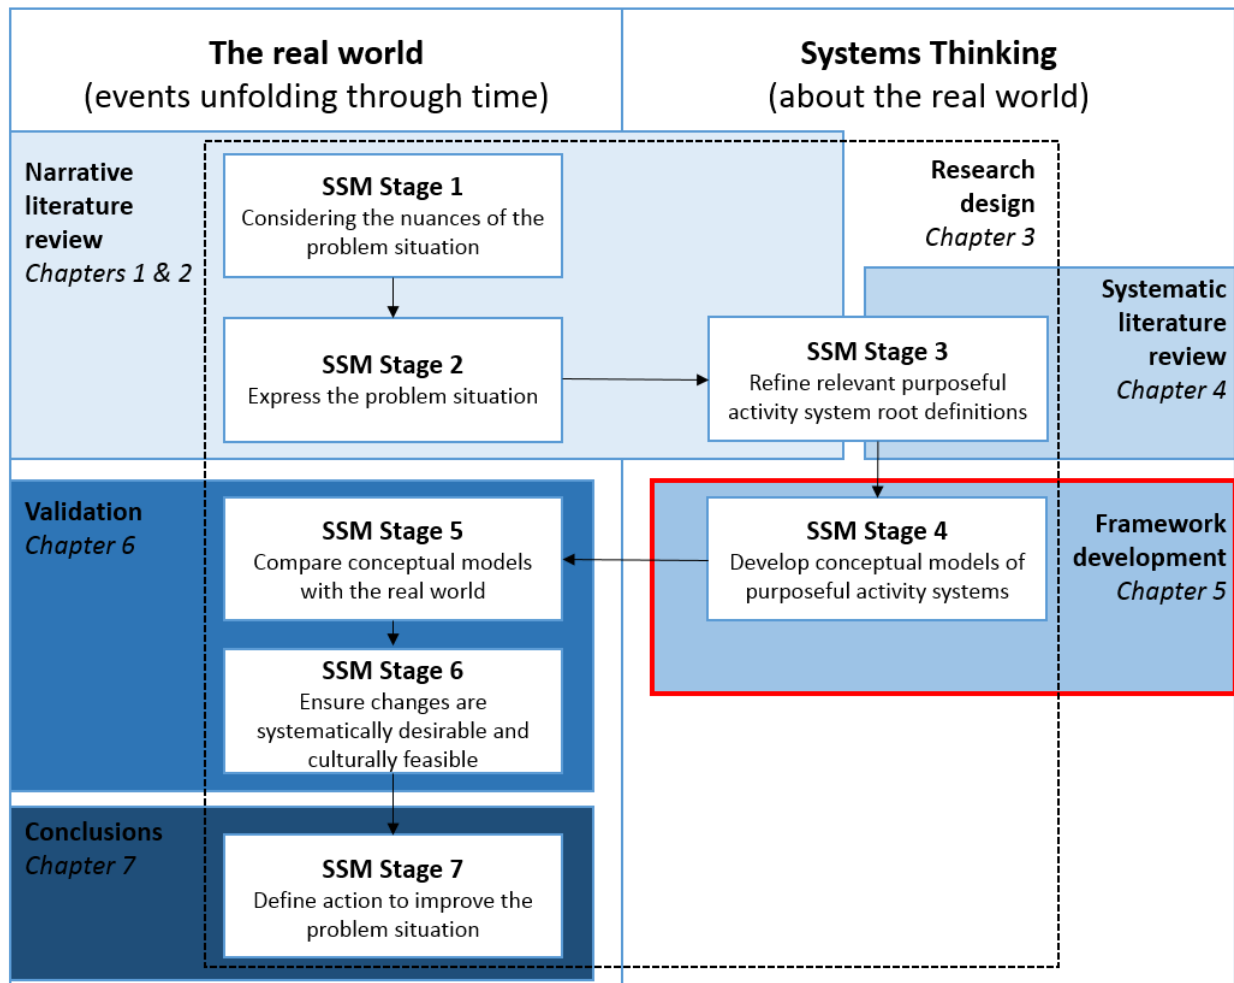 The real world
(events unfolding through time)
Systems Thinking
(about the real world)
Narrative
literature
review
Chapters 1 & 2
SSM Stage 1
Considering the nuances of the
problem situation
Research
design
Chapter 3
SSM Stage 2
Express the problem situation
SSM Stage 3
Refine relevant purposeful
activity system root definitions
Systematic
literature
review
Chapter 4
Validation
Chapter 6
SSM Stage 5
Compare conceptual models
with the real world
SSM Stage 4
Develop conceptual models of
purposeful activity systems
Framework
development
Chapter 5
SSM Stage 6
Ensure changes are
systematically desirable and
culturally feasible
Conclusions
Chapter 7
SSM Stage 7
Define action to improve the
problem situation